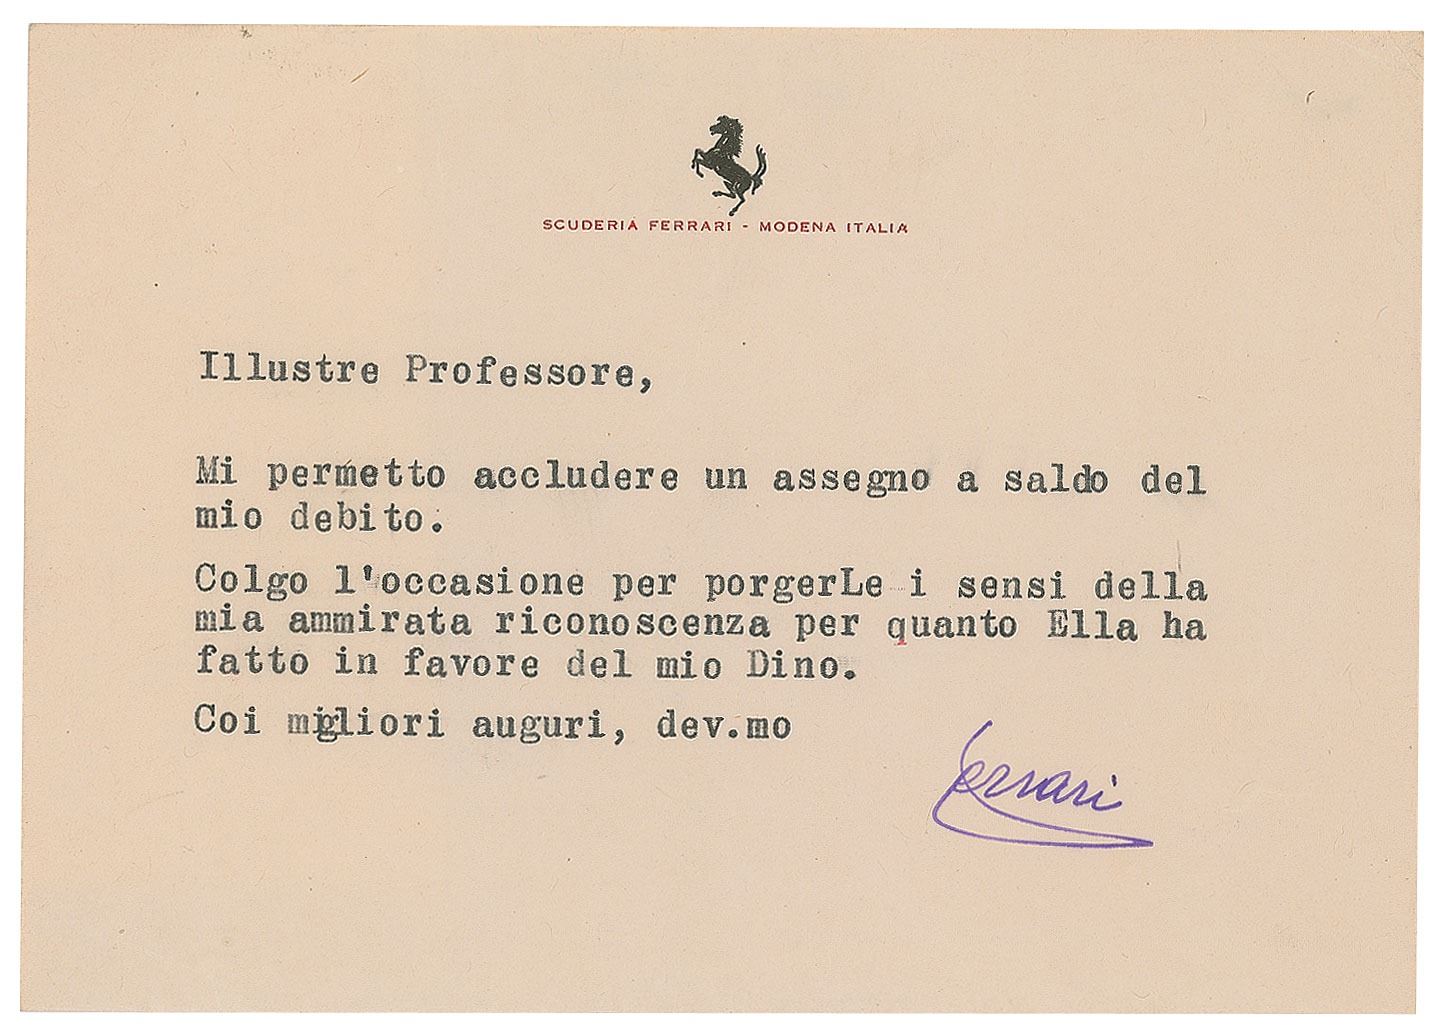 SCUDERIA FERRARI - MODENA ITALIA
Illustre Professore,
Mi permetto accludere un assegno a saldo del
mio debito.
Colgo l'occasione per porgerLe i sensi della
mia ammirata riconoscenza per quanto Ella ha
fatto in favore del mio Dino.
Coi migliori auguri, dev.mo
Ferrari